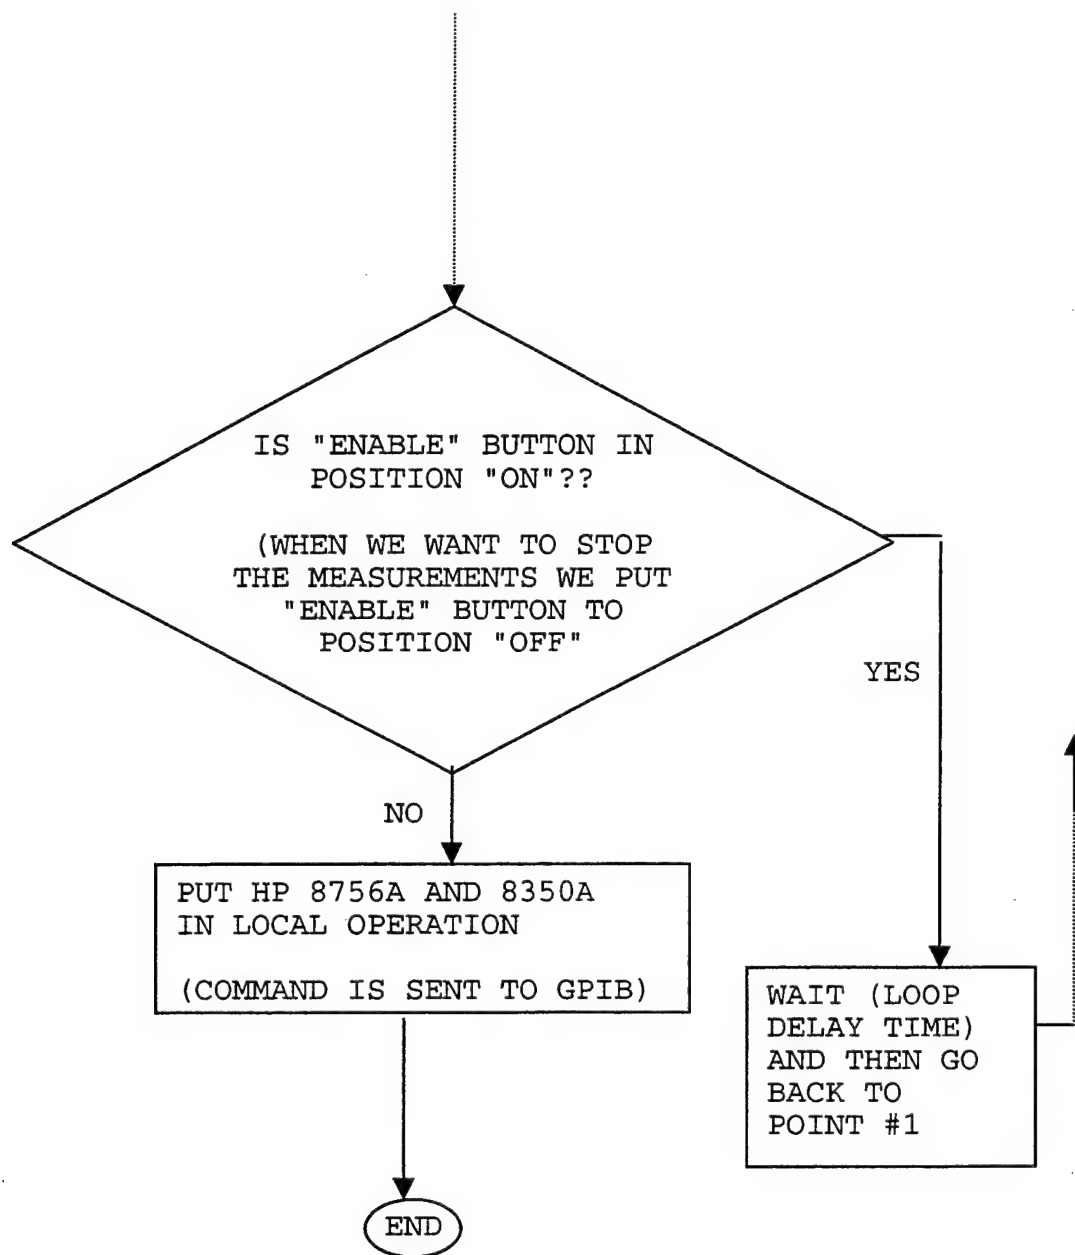 IS "ENABLE" BUTTON IN
POSITION "ON"??
(WHEN WE WANT TO STOP
THE MEASUREMENTS WE PUT
"ENABLE" BUTTON TO
POSITION "OFF"
YES
NO
PUT HP 8756A AND 8350A
IN LOCAL OPERATION
(COMMAND IS SENT TO GPIB)
WAIT (LOOP
DELAY TIME)
AND THEN GO
BACK TO
POINT #1
END